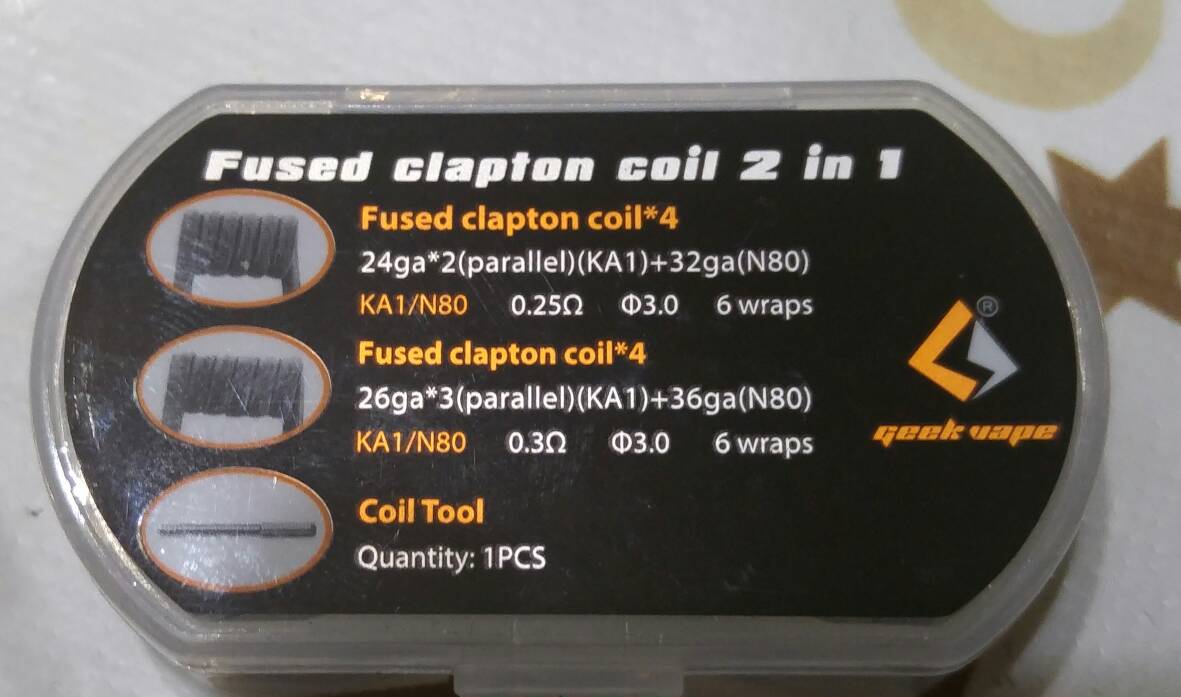 Fused clapton coil 2 in 1
Fused clapton coil*4
24ga*2(parallel)(KA1)+32ga(N80)
KA1/N80 0.25Ω Φ3.0 6 wraps
Fused clapton coil*4
26ga*3(parallel)(KA1)+36ga(N80)
KA1/N80 0.3Ω Φ3.0 6 wraps
Coil Tool
Quantity: 1PCS
®
geek vape